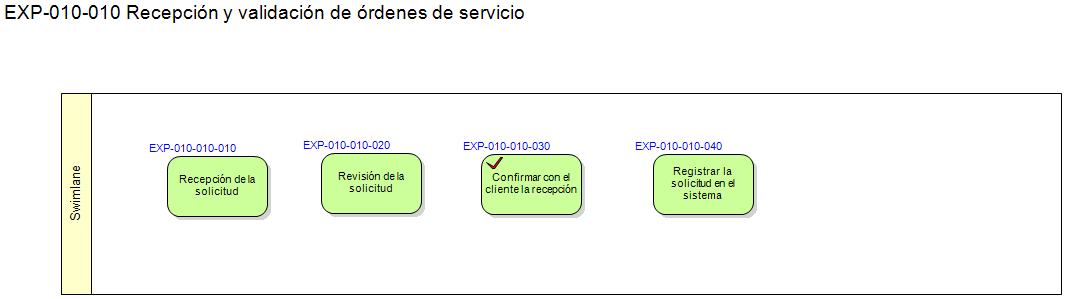 EXP-010-010 Recepción y validación de órdenes de servicio
Swimlane
EXP-010-010-010
Recepción de la
solicitud
EXP-010-010-020
Revisión de la
solicitud
EXP-010-010-030
Confirmar con el
cliente la recepción
EXP-010-010-040
Registrar la
solicitud en el
sistema